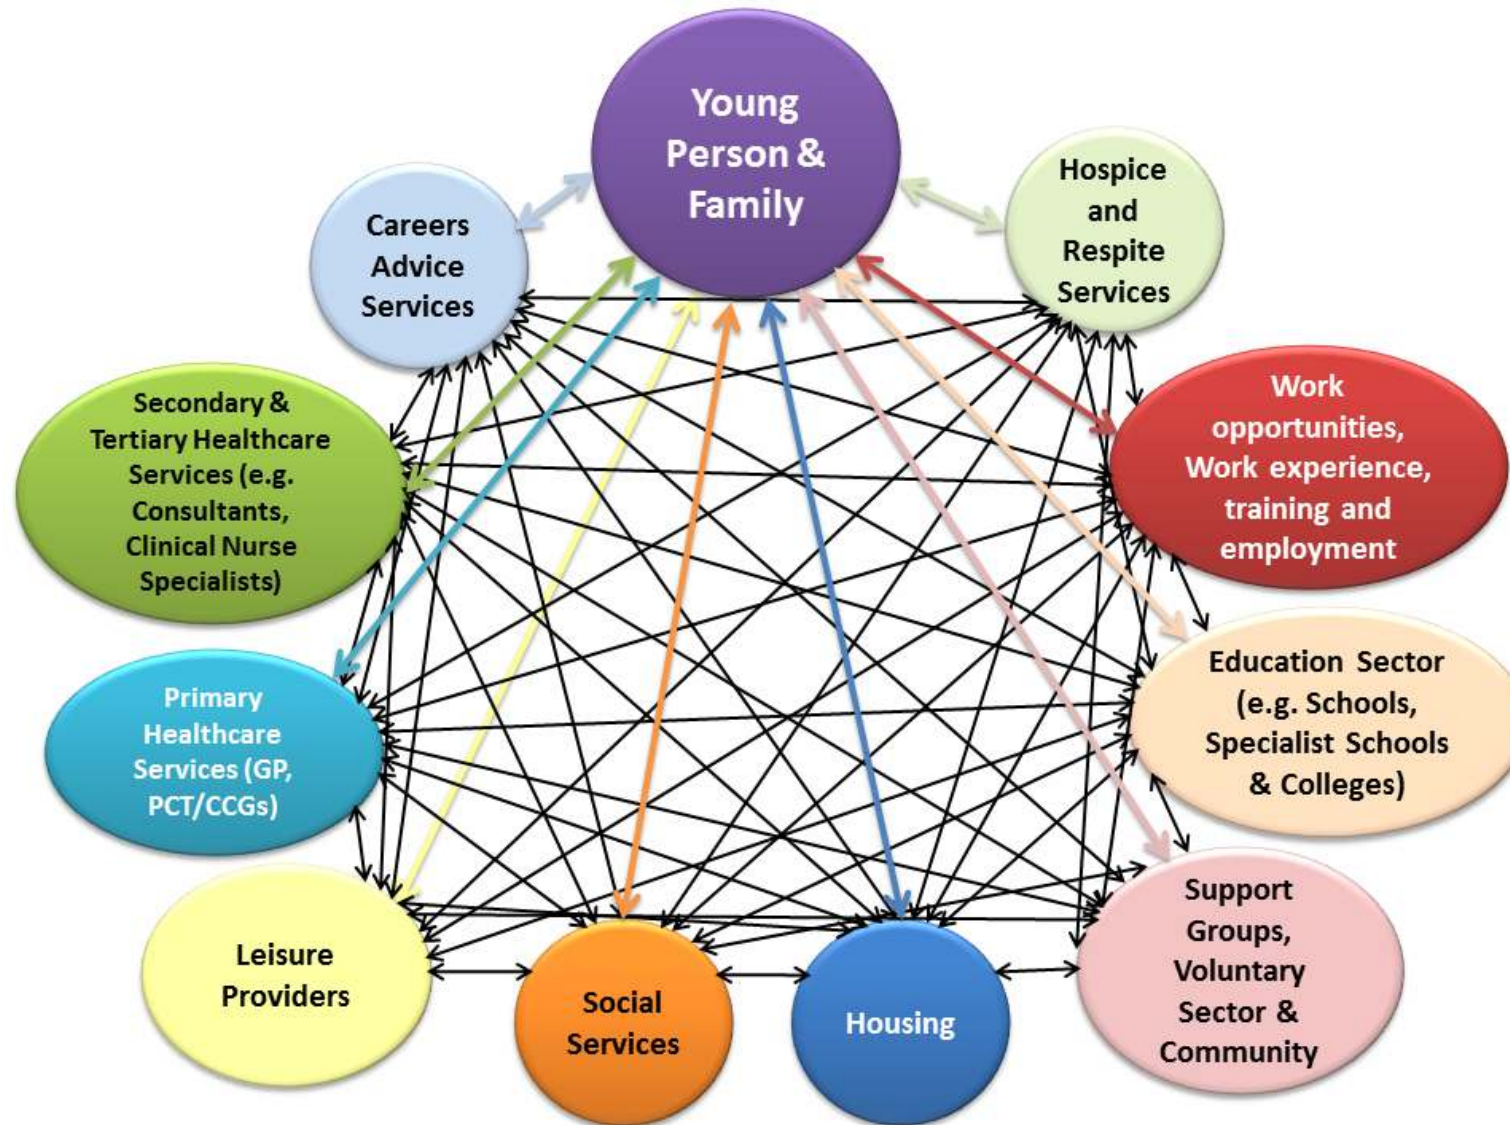 Young
Person &
Family
Hospice
and
Respite
Services
Careers
Advice
Services
Work
opportunities,
Work experience,
training and
employment
Secondary &
Tertiary Healthcare
Services (e.g.
Consultants,
Clinical Nurse
Specialists)
Education Sector
(e.g. Schools,
Specialist Schools
& Colleges)
Primary
Healthcare
Services (GP,
PCT/CCGs)
Support
Groups,
Voluntary
Sector &
Community
Leisure
Providers
Social
Services
Housing